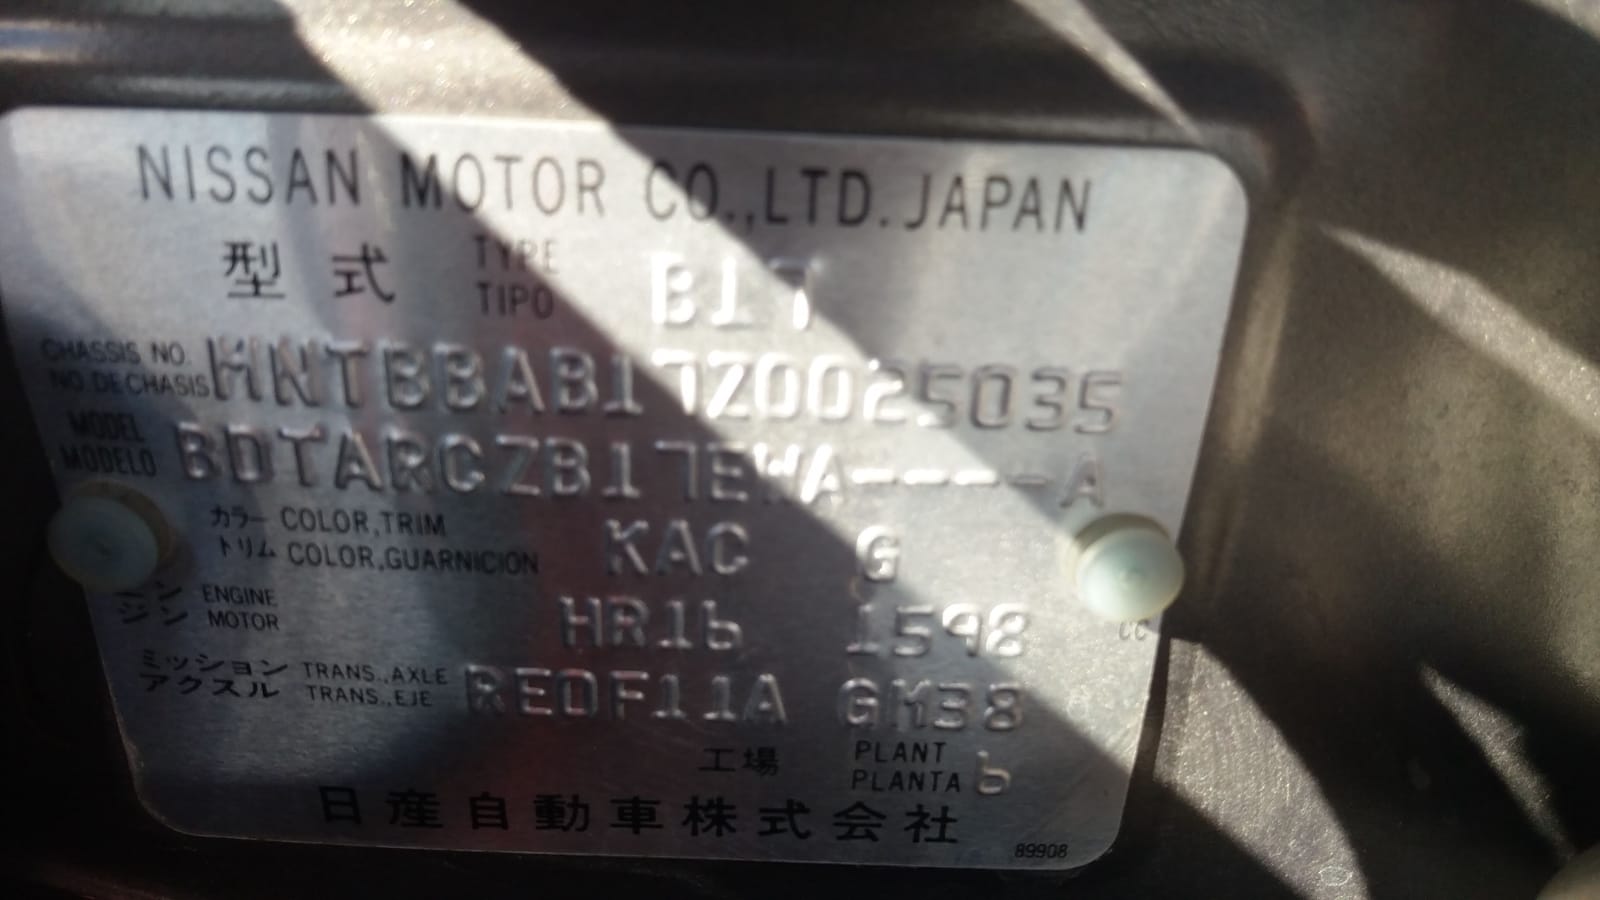 NISSAN MOTOR CO.,LTD. JAPAN
型式 TYPE TIPO B17
CHASSIS NO. NO.DECHASIS MNTBBAB17Z0025035
MODEL MODELO BDTARCZB17EWA----A
カラー トリム COLOR,TRIM COLOR,GUARNICION KAC G
ン ジン ENGINE MOTOR HR16 1598 CC
ミッション アクスル TRANS.,AXLE TRANS.,EJE RE0F11A GM38
工場 PLANT PLANTA 6
日産自動車株式会社
89908